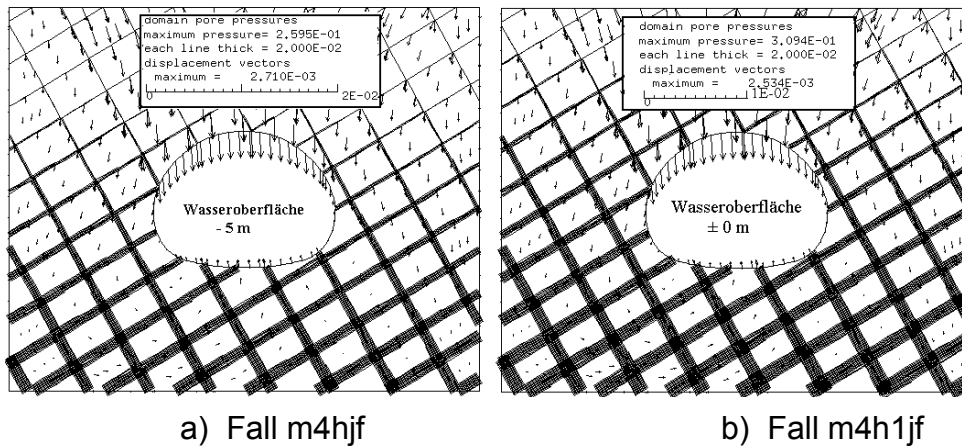 domain pore pressures
maximum pressure= 2.595E-01
each line thick = 2.000E-02
displacement vectors
maximum = 2.710E-03
0 2E-02
Wasseroberfläche
- 5 m
a) Fall m4hjf
domain pore pressures
maximum pressure= 3.094E-01
each line thick = 2.000E-02
displacement vectors
maximum = 2.534E-03
0 1E-02
Wasseroberfläche
± 0 m
b) Fall m4h1jf